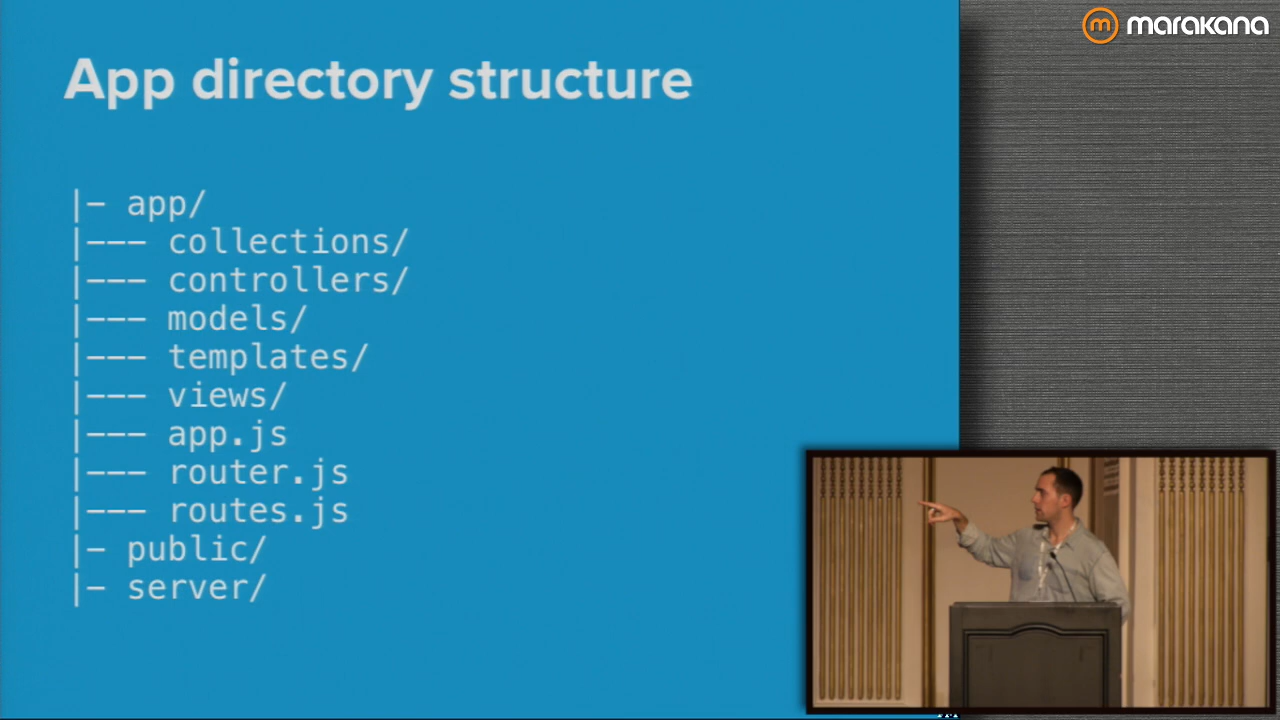 marakana
App directory structure
|- app/
|--- collections/
|--- controllers/
|--- models/
|--- templates/
|--- views/
|--- app.js
|--- router.js
|--- routes.js
|- public/
|- server/